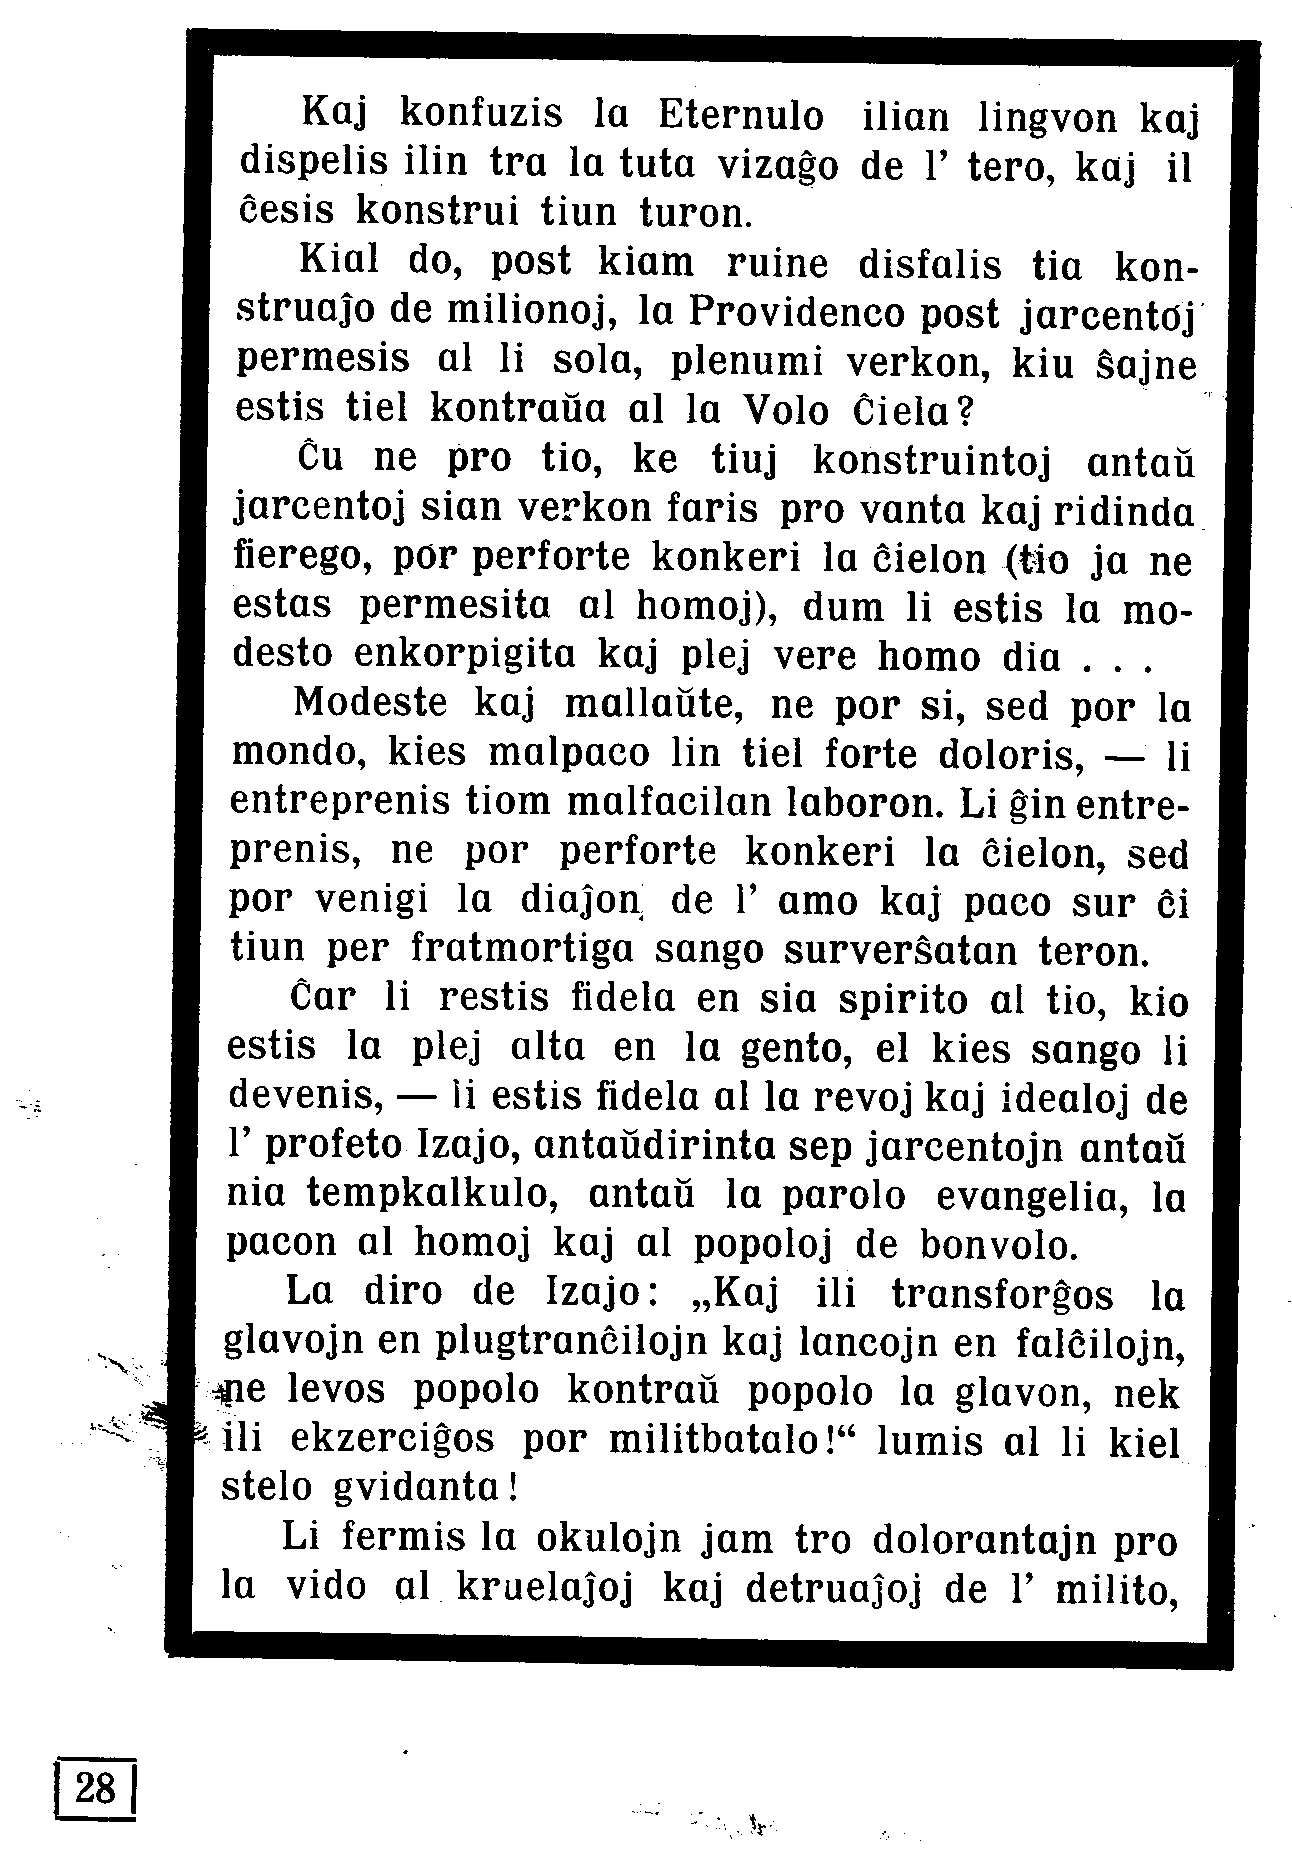 Kaj konfuzis la Eternulo ilian lingvon kaj
dispelis ilin tra la tuta vizaĝo de l’ tero, kaj il
ĉesis konstrui tiun turon.
Kial do, post kiam ruine disfalis tia kon-
struaĵo de milionoj, la Providenco post jarcentoj
permesis al li sola, plenumi verkon, kiu ŝajne
estis tiel kontraŭa al la Volo Ĉiela?
Ĉu ne pro tio, ke tiuj konstruintoj antaŭ
jarcentoj sian verkon faris pro vanta kaj ridinda
fierego, por perforte konkeri la ĉielon (tio ja ne
estas permesita al homoj), dum li estis la mo-
desto enkorpigita kaj plej vere homo dia . . .
Modeste kaj mallaŭte, ne por si, sed por la
mondo, kies malpaco lin tiel forte doloris, — li
entreprenis tiom malfacilan laboron. Li ĝin entre-
prenis, ne por perforte konkeri la ĉielon, sed
por venigi la diaĵon de l’ amo kaj paco sur ĉi
tiun per fratmortiga sango surverŝatan teron.
Ĉar li restis fidela en sia spirito al tio, kio
estis la plej alta en la gento, el kies sango li
devenis, — li estis fidela al la revoj kaj idealoj de
l’ profeto Izajo, antaŭdirinta sep jarcentojn antaŭ
nia tempkalkulo, antaŭ la parolo evangelia, la
pacon al homoj kaj al popoloj de bonvolo.
La diro de Izajo: „Kaj ili transforĝos la
glavojn en plugtranĉilojn kaj lancojn en falĉilojn,
ne levos popolo kontraŭ popolo la glavon, nek
ili ekzerciĝos por militbatalo!“ lumis al li kiel
stelo gvidanta!
Li fermis la okulojn jam tro dolorantajn pro
la vido al kruelaĵoj kaj detruaĵoj de l’ milito,
28